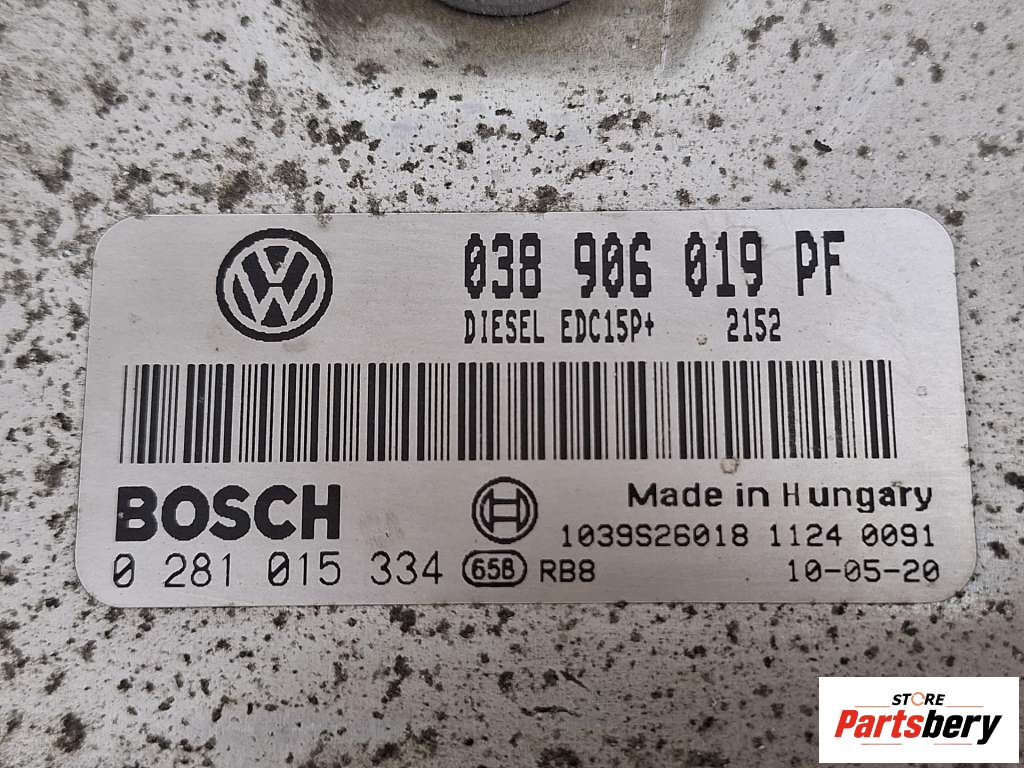 038 906 019 PF
DIESEL EDC15P+ 2152
BOSCH
Made in Hungary
1039S26018 1124 0091
0 281 015 334 65B RB8 10-05-20
STORE
Partsbery